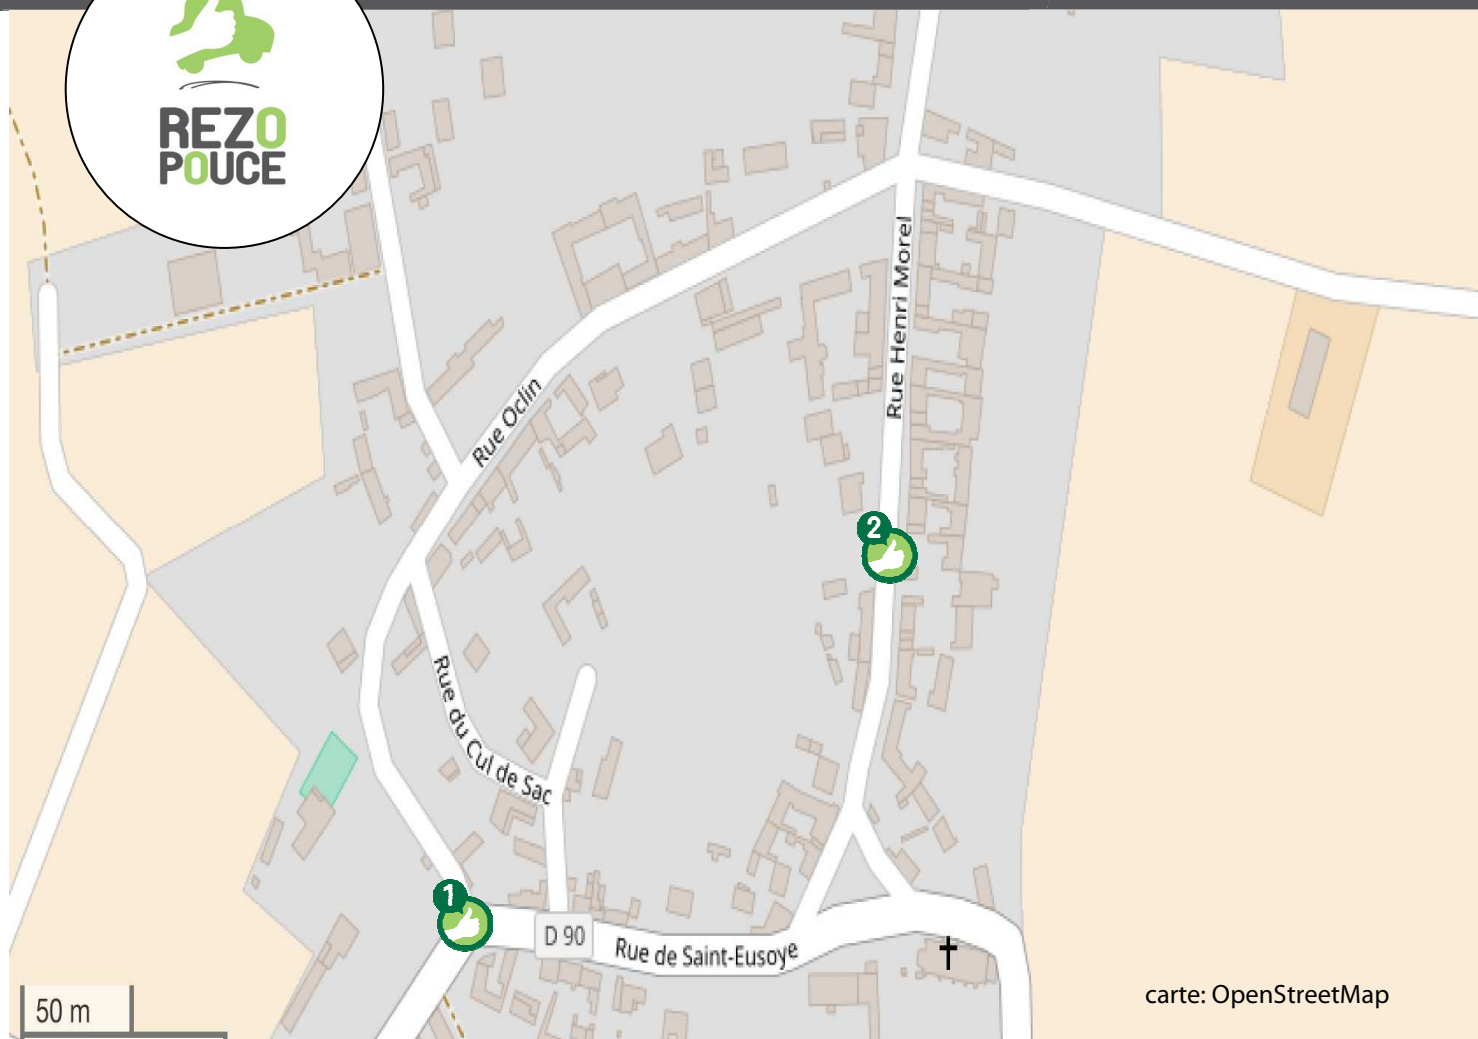 REZO
POUCE
Rue Henri Morel
Rue Oclin
2
Rue du Cul de Sac
1
D 90
Rue de Saint-Eusoye
50 m
carte: OpenStreetMap